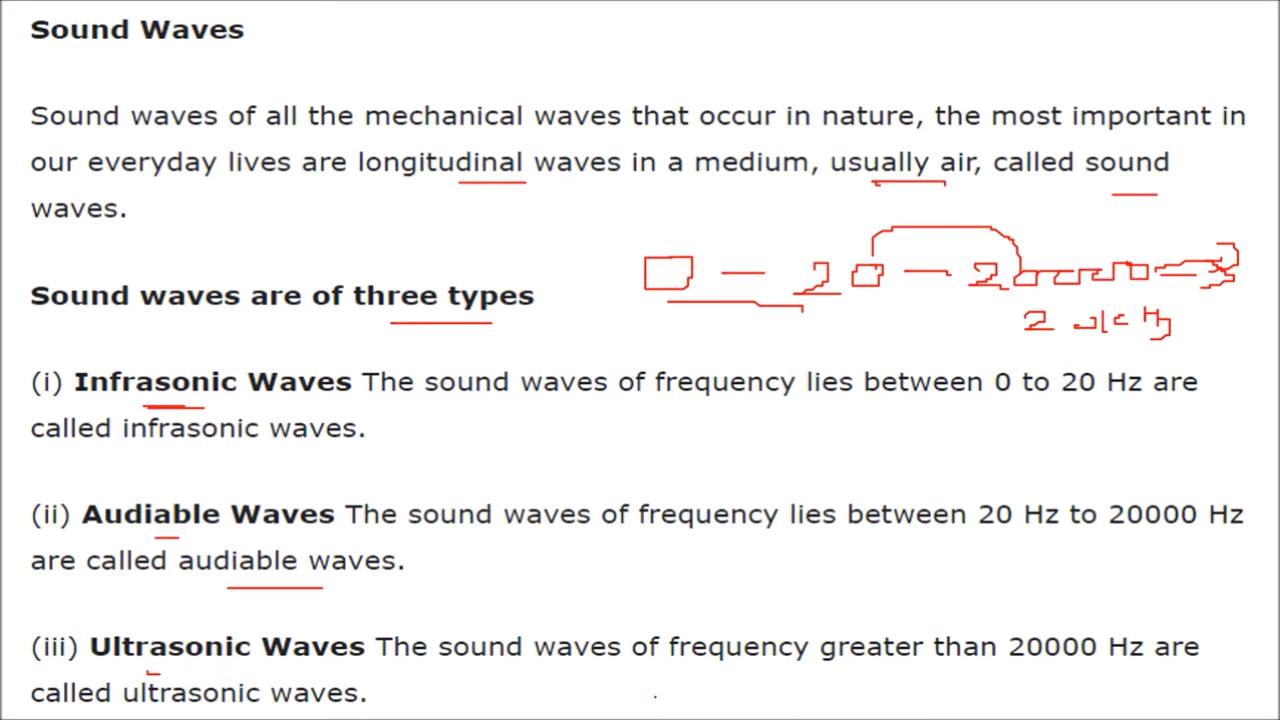 Sound Waves
Sound waves of all the mechanical waves that occur in nature, the most important in
our everyday lives are longitudinal waves in a medium, usually air, called sound
waves.
0 — 20 — 20000 —
Sound waves are of three types
(i) Infrasonic Waves The sound waves of frequency lies between 0 to 20 Hz are
called infrasonic waves.
(ii) Audiable Waves The sound waves of frequency lies between 20 Hz to 20000 Hz
are called audiable waves.
(iii) Ultrasonic Waves The sound waves of frequency greater than 20000 Hz are
called ultrasonic waves.